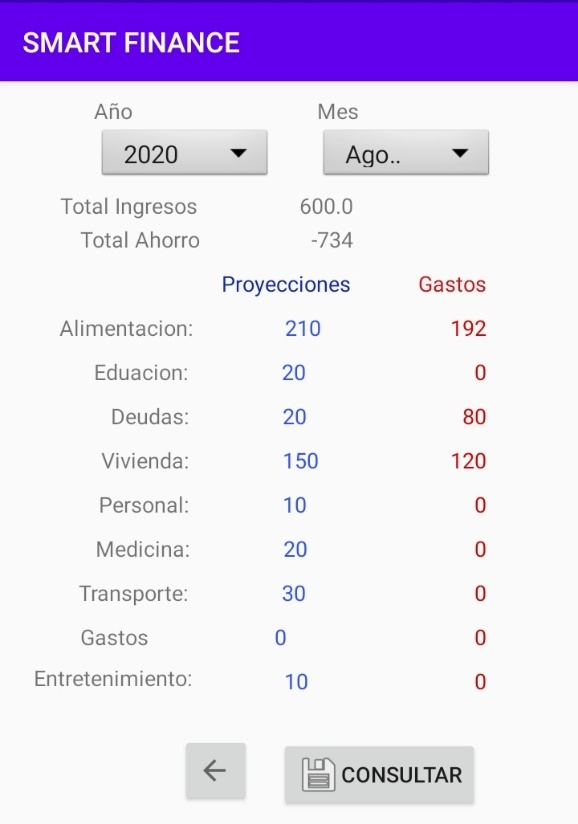 SMART FINANCE
Año Mes
2020 Ago..
Total Ingresos 600.0
Total Ahorro -734
Proyecciones Gastos
Alimentacion: 210 192
Eduacion: 20 0
Deudas: 20 80
Vivienda: 150 120
Personal: 10 0
Medicina: 20 0
Transporte: 30 0
Gastos 0 0
Entretenimiento: 10 0
CONSULTAR